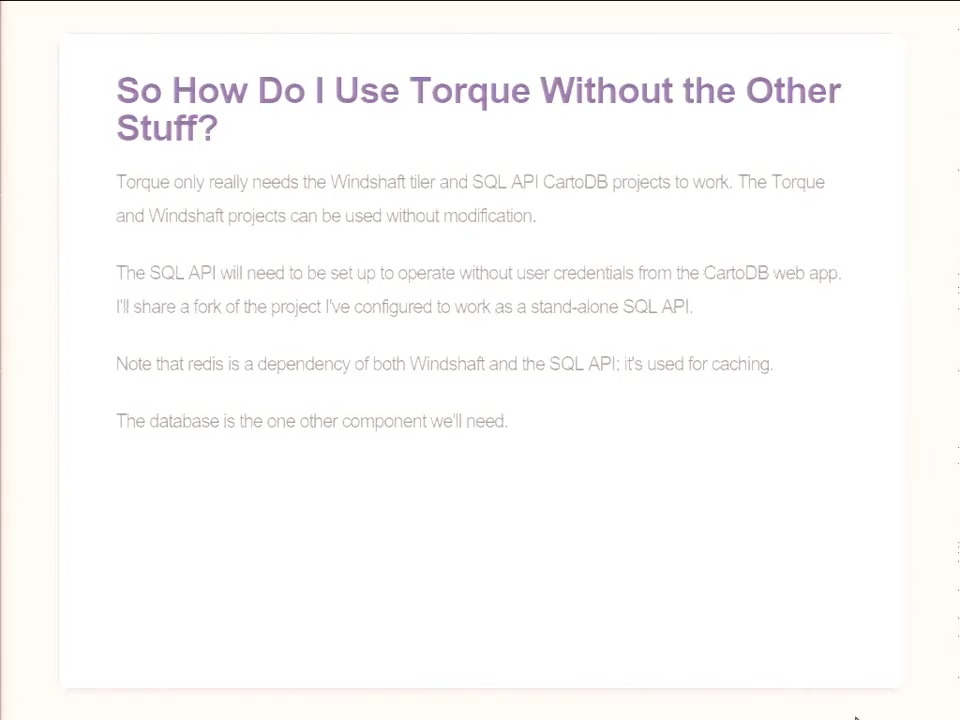 So How Do I Use Torque Without the Other
Stuff?
Torque only really needs the Windshaft tiler and SQL API CartoDB projects to work. The Torque
and Windshaft projects can be used without modification.
The SQL API will need to be set up to operate without user credentials from the CartoDB web app.
I'll share a fork of the project I've configured to work as a stand-alone SQL API.
Note that redis is a dependency of both Windshaft and the SQL API; it's used for caching.
The database is the one other component we'll need.